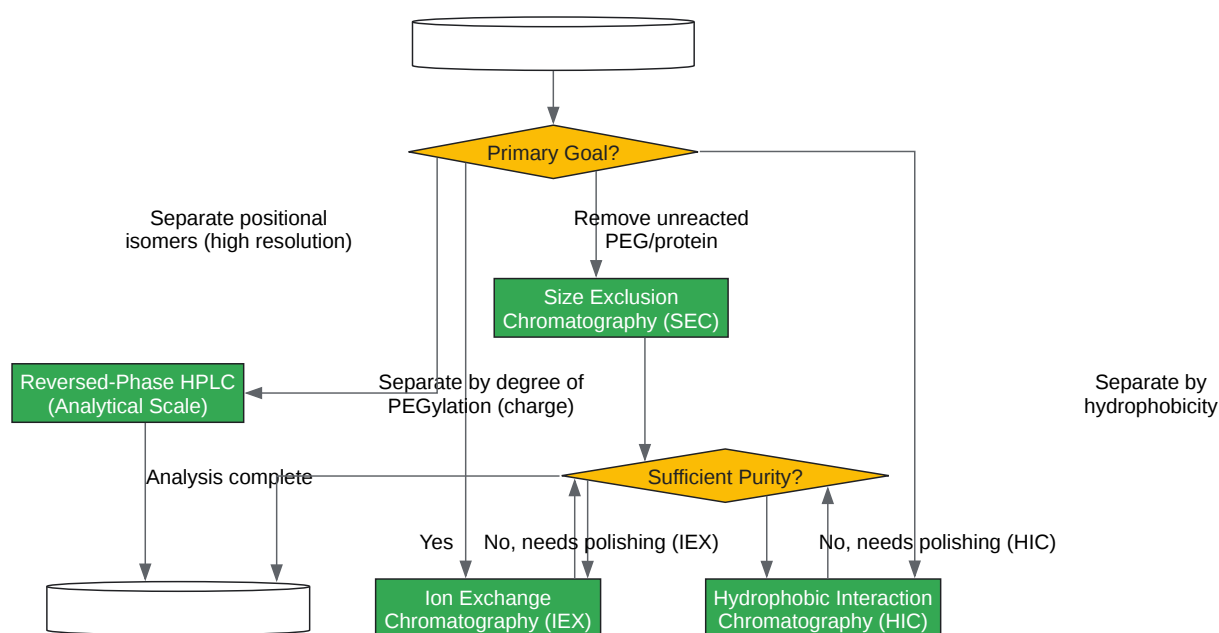 Primary Goal?
Separate positional
isomers (high resolution)
Remove unreacted
PEG/protein
Size Exclusion
Chromatography (SEC)
Reversed-Phase HPLC
(Analytical Scale)
Separate by degree of
PEGylation (charge)
Separate by
hydrophobicity
Analysis complete
Sufficient Purity?
Yes
No, needs polishing (IEX)
No, needs polishing (HIC)
Ion Exchange
Chromatography (IEX)
Hydrophobic Interaction
Chromatography (HIC)